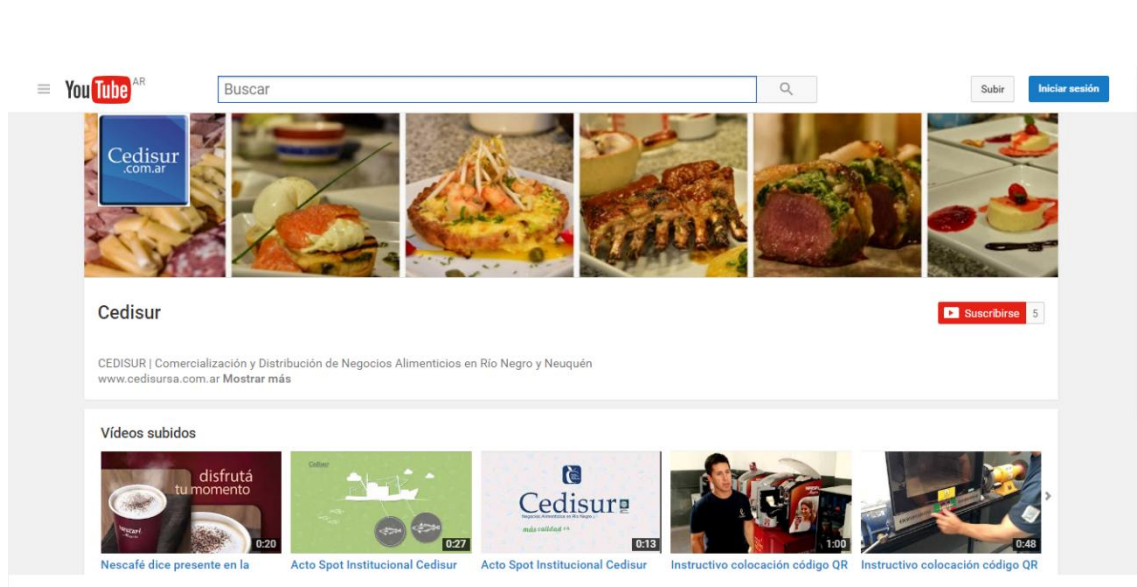 YouTube AR
Buscar
Subir
Iniciar sesión
Cedisur
.com.ar
Cedisur
Suscribirse 5
CEDISUR | Comercialización y Distribución de Negocios Alimenticios en Río Negro y Neuquén
www.cedisursa.com.ar Mostrar más
Vídeos subidos
disfrutá
tu momento
0:20
Cedisur
0:27
Cedisur
más calidad
0:13
1:00
0:48
Nescafé dice presente en la
Acto Spot Institucional Cedisur
Acto Spot Institucional Cedisur
Instructivo colocación código QR
Instructivo colocación código QR